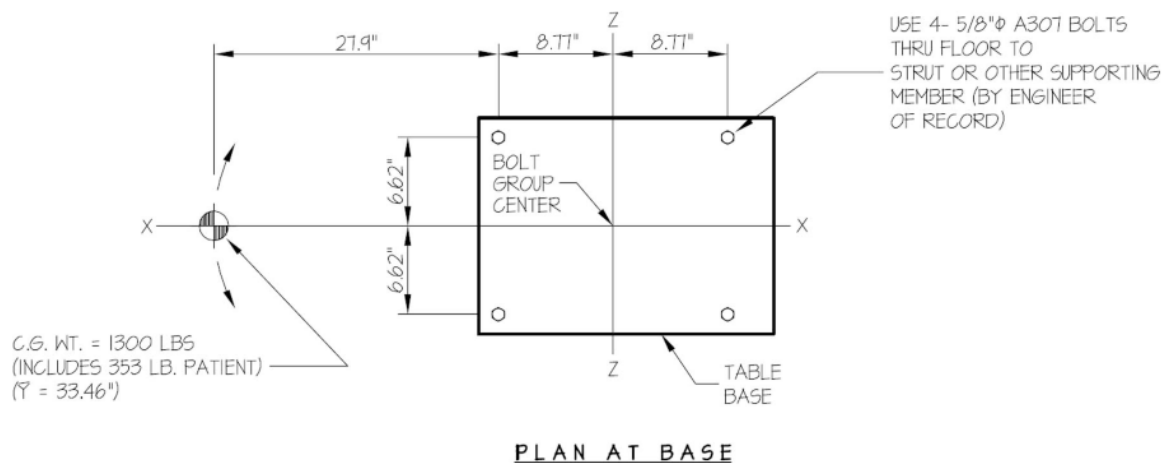 Z
27.9"
8.77"
8.77"
USE 4- 5/8"Φ A307 BOLTS
THRU FLOOR TO
STRUT OR OTHER SUPPORTING
MEMBER (BY ENGINEER
OF RECORD)
6.62"
BOLT
GROUP
CENTER
X
X
6.62"
C.G. WT. = 1300 LBS
(INCLUDES 353 LB. PATIENT)
(Y̅ = 33.46")
Z
TABLE
BASE
PLAN AT BASE